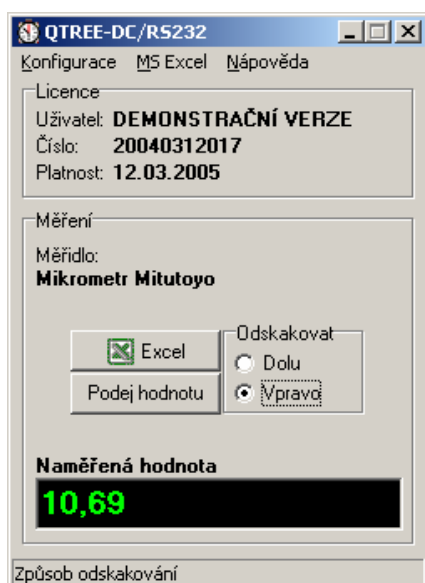 QTREE-DC/RS232
Konfigurace MS Excel Nápověda
Licence
Uživatel: DEMONSTRAČNÍ VERZE
Číslo: 20040312017
Platnost: 12.03.2005
Měření
Měřidlo:
Mikrometr Mitutoyo
Odskakovat
Excel
Dolu
Podej hodnotu
Vpravo
Naměřená hodnota
10,69
Způsob odskakování